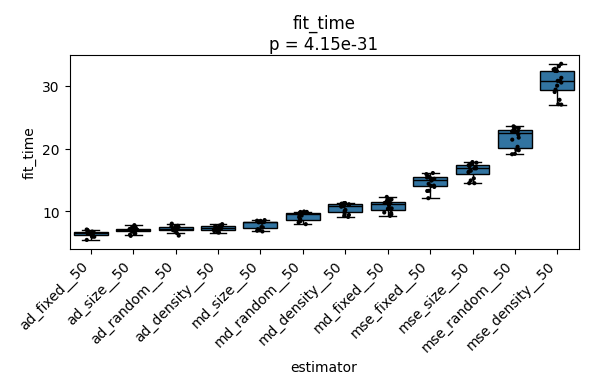 fit_time
p = 4.15e-31
fit_time
30
20
10
ad_fixed__50
ad_size__50
ad_random__50
ad_density__50
md_size__50
md_random__50
md_density__50
md_fixed__50
mse_fixed__50
mse_size__50
mse_random__50
mse_density__50
estimator